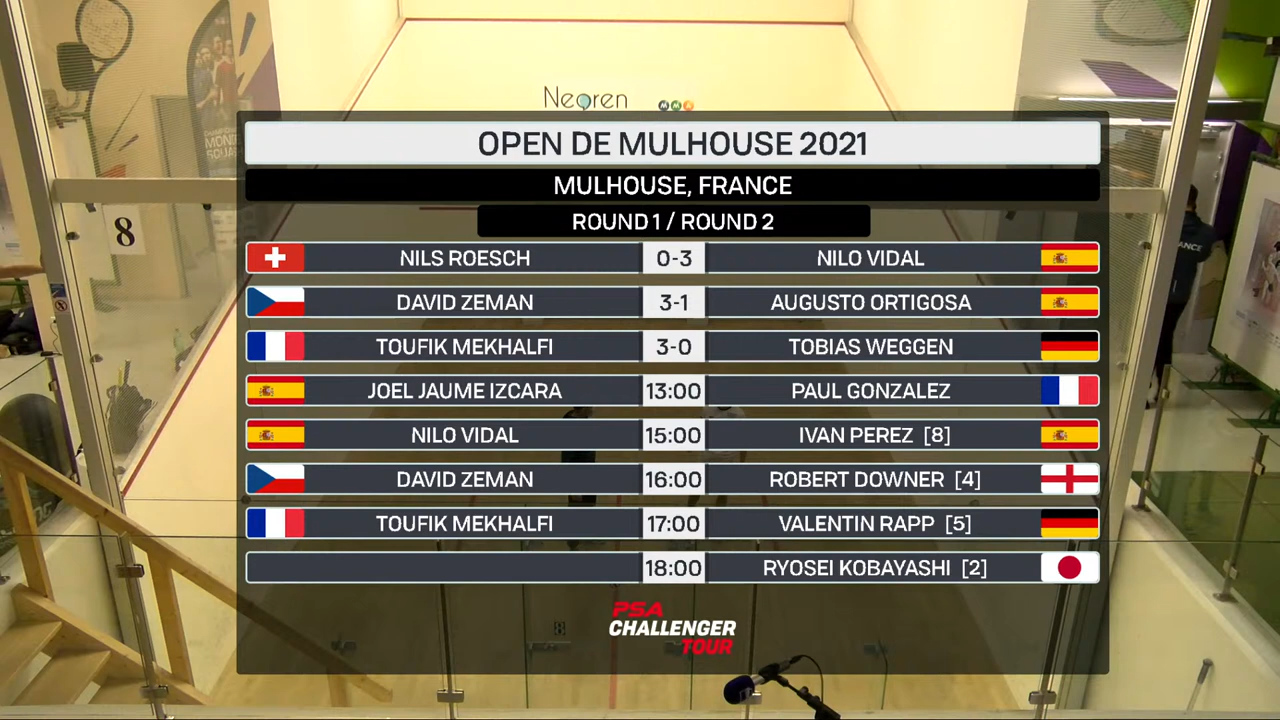 Neoren
MMA
OPEN DE MULHOUSE 2021
MULHOUSE, FRANCE
ROUND 1 / ROUND 2
NILS ROESCH 0-3 NILO VIDAL
DAVID ZEMAN 3-1 AUGUSTO ORTIGOSA
TOUFIK MEKHALFI 3-0 TOBIAS WEGGEN
JOEL JAUME IZCARA 13:00 PAUL GONZALEZ
NILO VIDAL 15:00 IVAN PEREZ [8]
DAVID ZEMAN 16:00 ROBERT DOWNER [4]
TOUFIK MEKHALFI 17:00 VALENTIN RAPP [5]
18:00 RYOSEI KOBAYASHI [2]
PSA
CHALLENGER
TOUR
8